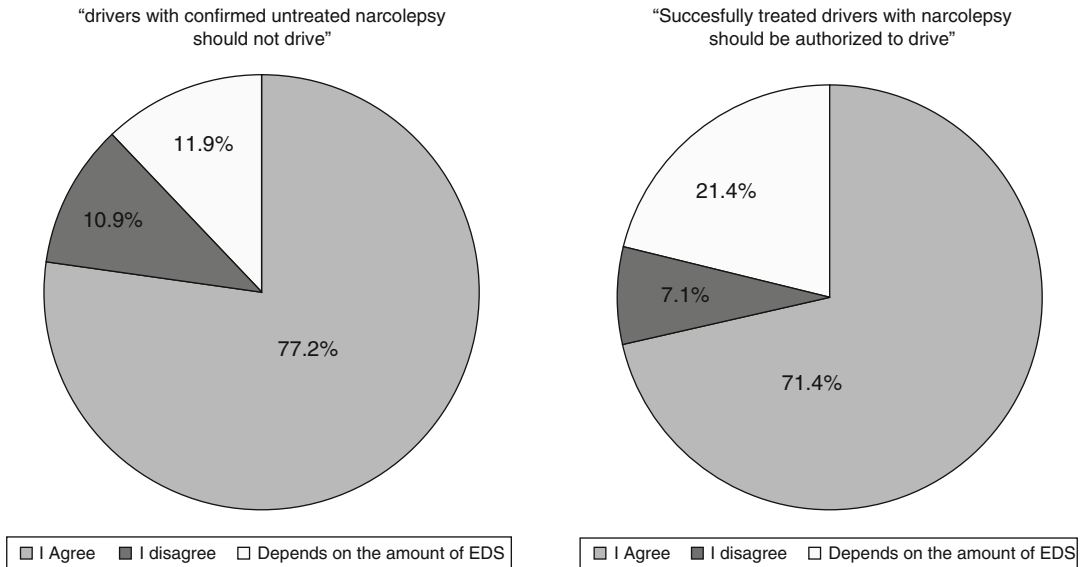 “drivers with confirmed untreated narcolepsy
should not drive”
11.9%
10.9%
77.2%
I Agree I disagree Depends on the amount of EDS
“Succesfully treated drivers with narcolepsy
should be authorized to drive”
21.4%
7.1%
71.4%
I Agree I disagree Depends on the amount of EDS